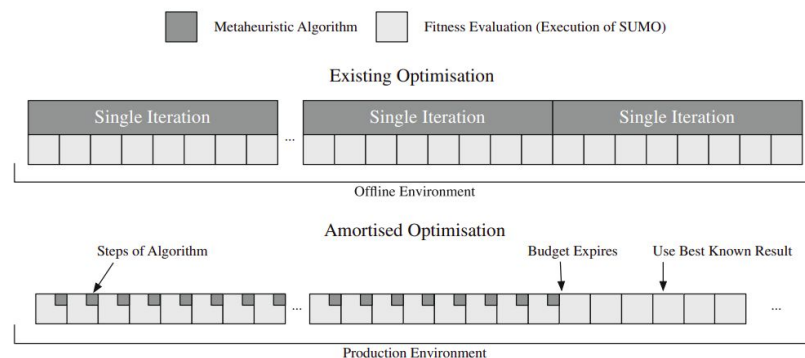 Metaheuristic Algorithm
Fitness Evaluation (Execution of SUMO)
Existing Optimisation
Single Iteration
Single Iteration
Single Iteration
...
Offline Environment
Amortised Optimisation
Steps of Algorithm
Budget Expires
Use Best Known Result
...
...
Production Environment